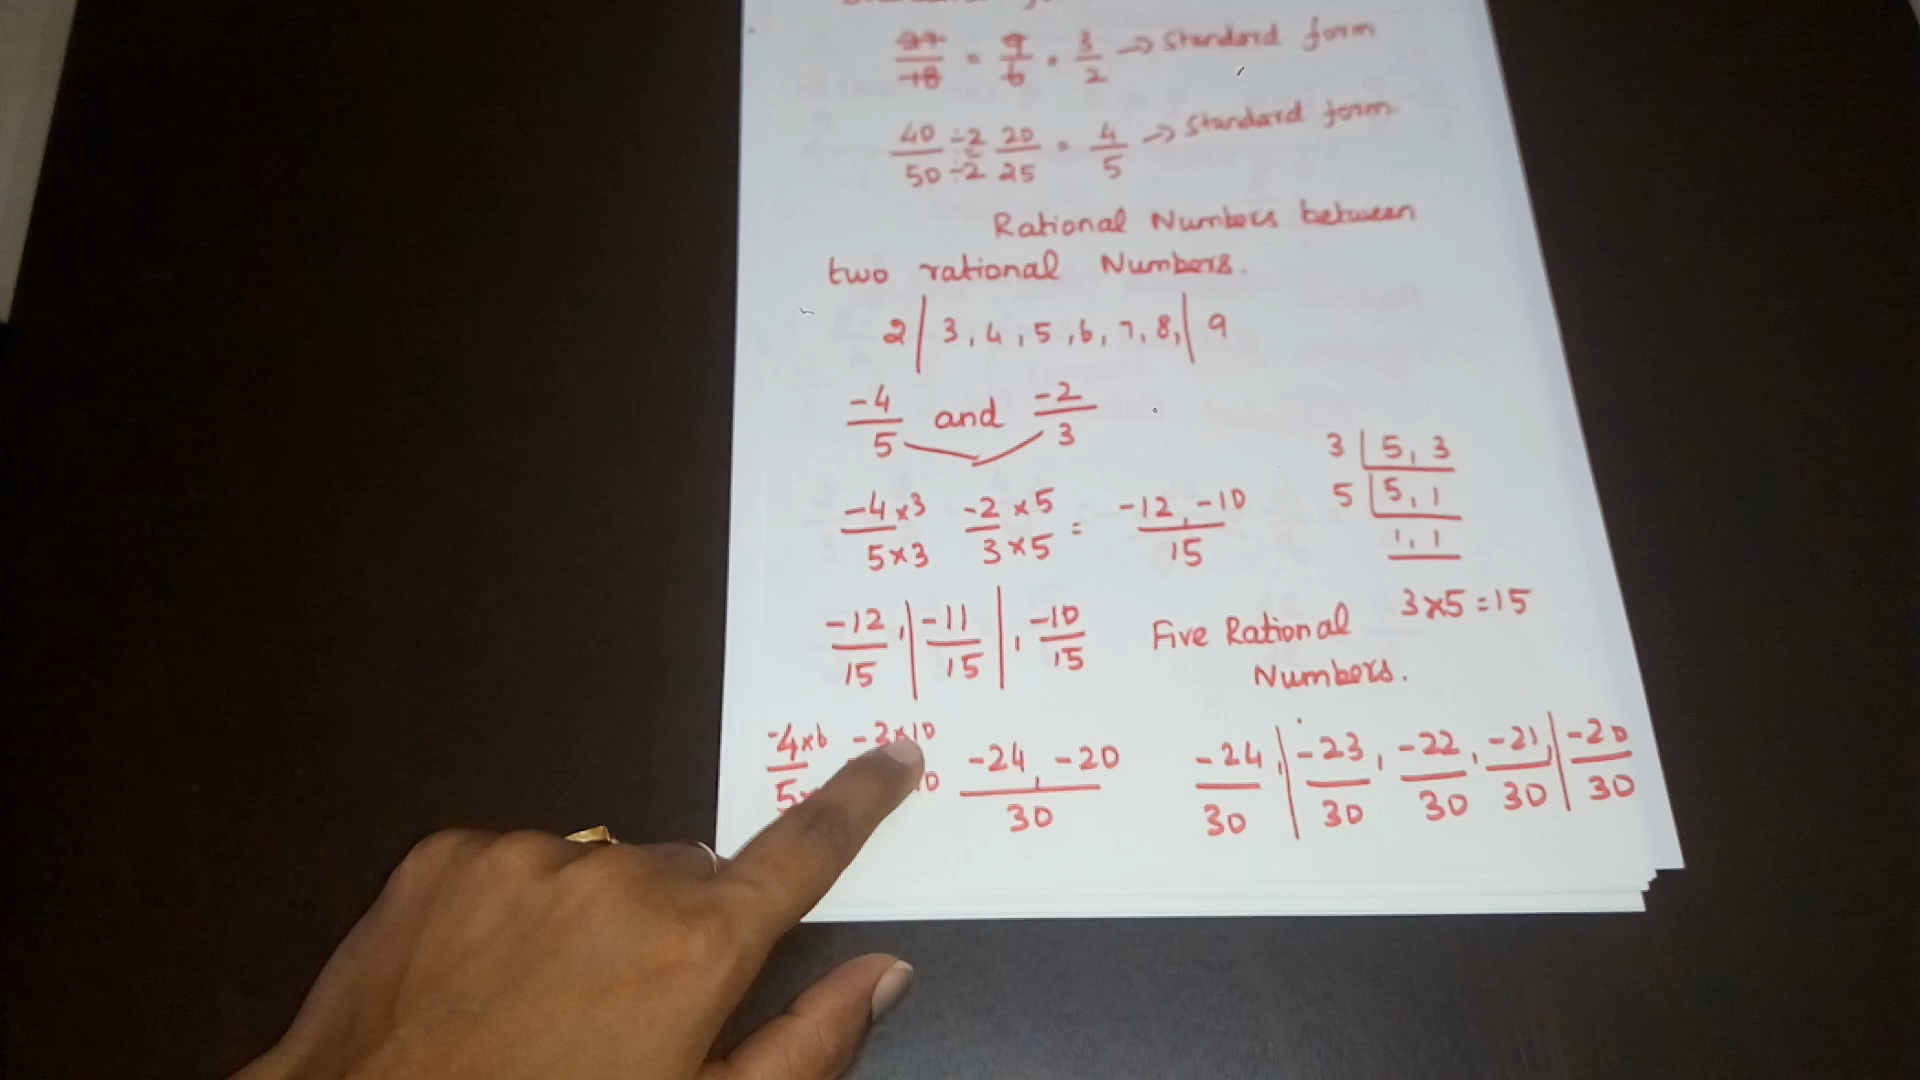 27/18 = 9/6 = 3/2 → Standard form
40/50 ÷2/÷2 = 20/25 = 4/5 → Standard form
Rational Numbers between
two rational Numbers.
2 | 3, 4, 5, 6, 7, 8, | 9
-4/5 and -2/3
3 | 5, 3
5 | 5, 1
1, 1
-4×3/5×3 -2×5/3×5 = -12, -10/15
3×5=15
-12/15, | -11/15 |, -10/15 Five Rational
Numbers.
-4×6/5× -2×10 -24, -20/30 -24/30, | -23/30, -22/30, -21/30, | -20/30